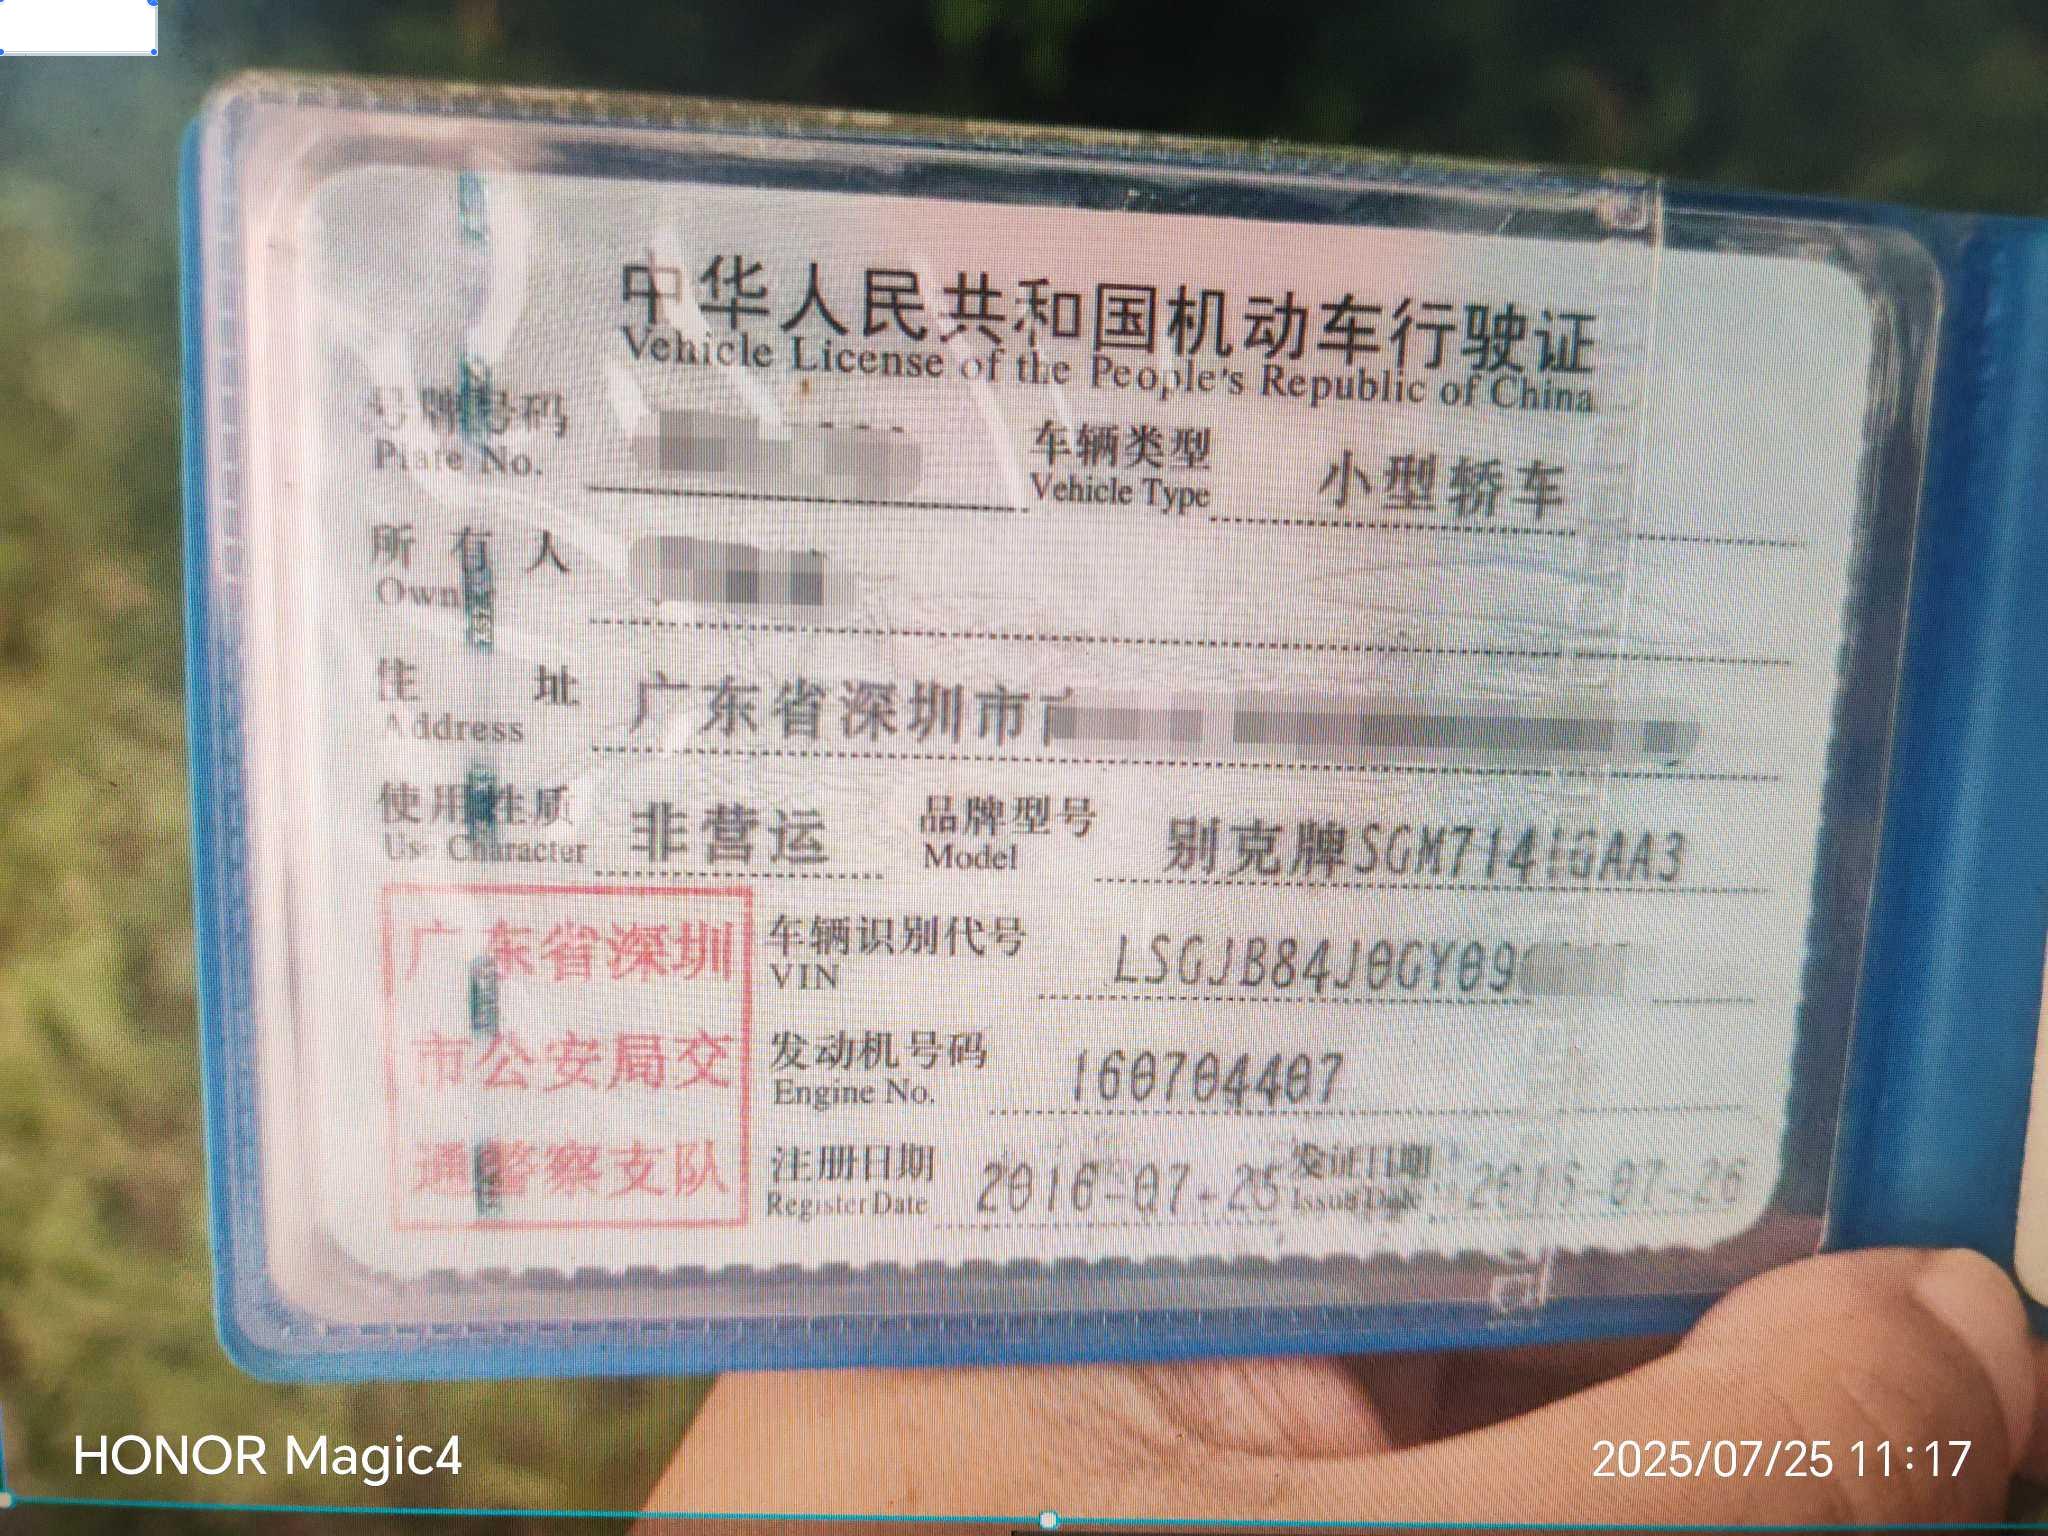 中华人民共和国机动车行驶证
Vehicle License of the People's Republic of China
号牌号码
Plate No.
车辆类型
Vehicle Type
小型轿车
所有人
Owner
住址
Address
广东省深圳市
使用性质
Use Character
非营运
品牌型号
Model
别克牌SGM7141GAA3
广东省深圳
市公安局交
通警察支队
车辆识别代号
VIN
LSGJB84J0GY09
发动机号码
Engine No.
160704407
注册日期
Register Date
2016-07-25
发证日期
Issue Date
HONOR Magic4
2025/07/25 11:17